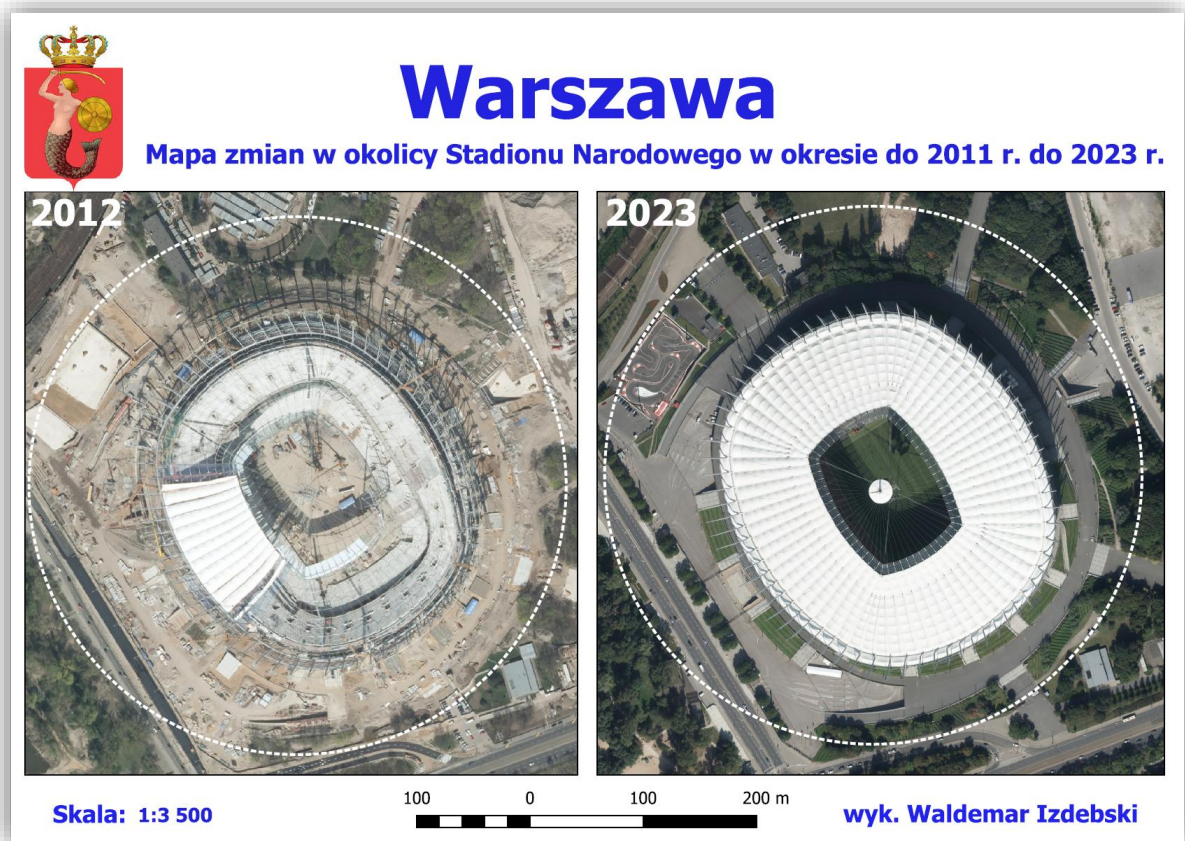 Warszawa
Mapa zmian w okolicy Stadionu Narodowego w okresie do 2011 r. do 2023 r.
2012
2023
Skala: 1:3 500
100 0 100 200 m
wyk. Waldemar Izdebski